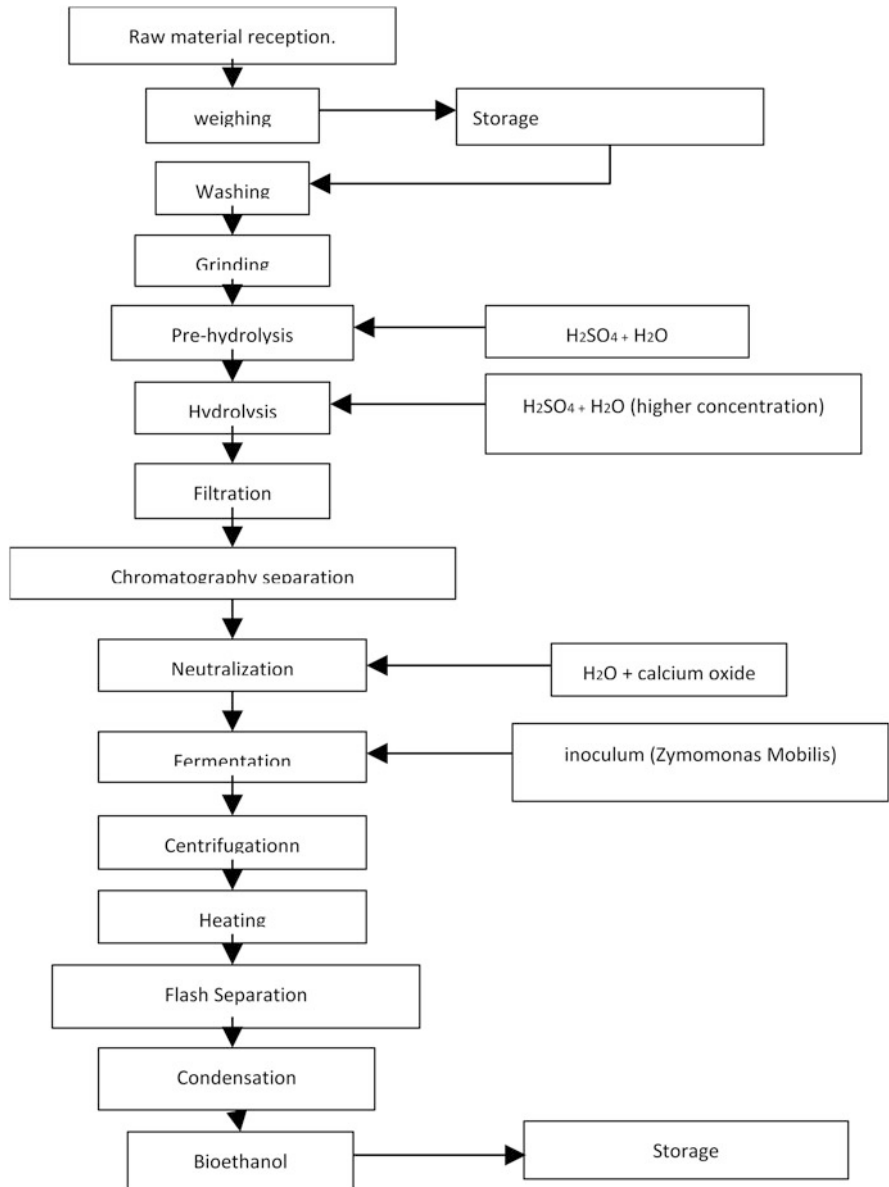 Raw material reception.
weighing
Storage
Washing
Grinding
Pre-hydrolysis
H₂SO₄ + H₂O
Hydrolysis
H₂SO₄ + H₂O (higher concentration)
Filtration
Chromatography separation
Neutralization
H₂O + calcium oxide
Fermentation
inoculum (Zymomonas Mobilis)
Centrifugationn
Heating
Flash Separation
Condensation
Bioethanol
Storage